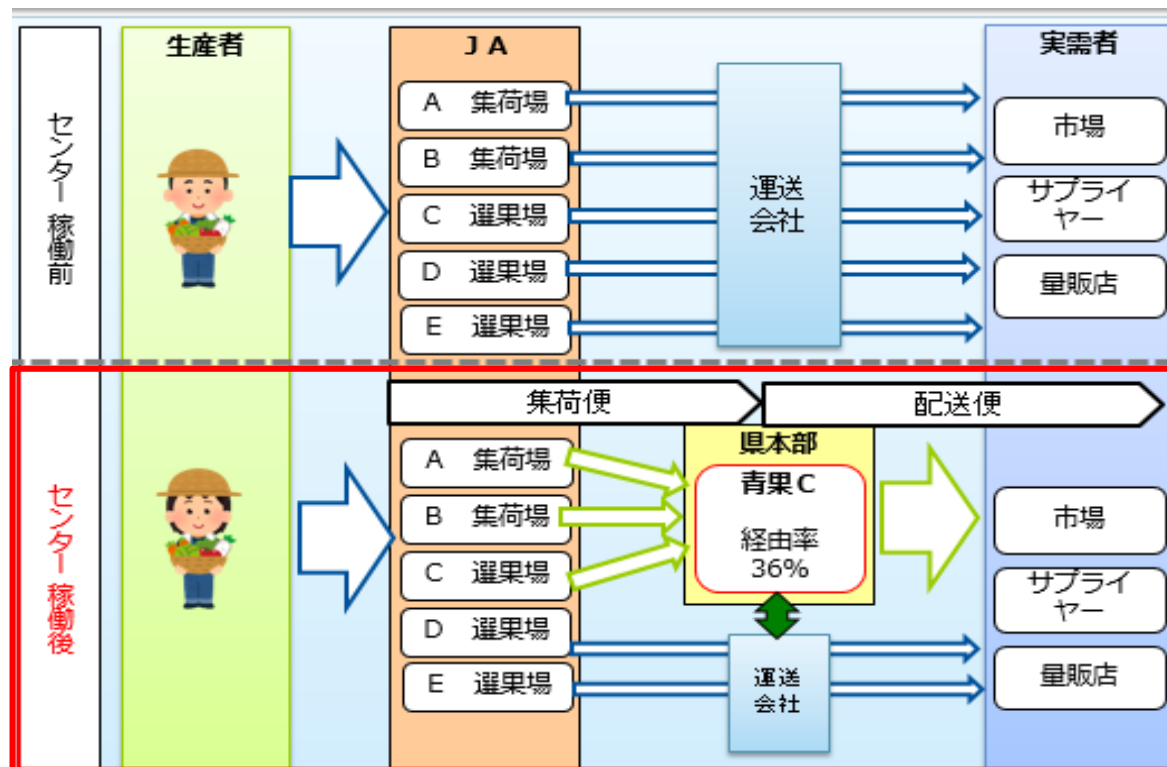 生産者
ＪＡ
実需者
センター稼働前
A　集荷場
B　集荷場
C　選果場
D　選果場
E　選果場
運送
会社
市場
サプライ
ヤー
量販店
センター稼働後
集荷便
配送便
A　集荷場
B　集荷場
C　選果場
D　選果場
E　選果場
県本部
青果C
経由率
36%
運送
会社
市場
サプライ
ヤー
量販店